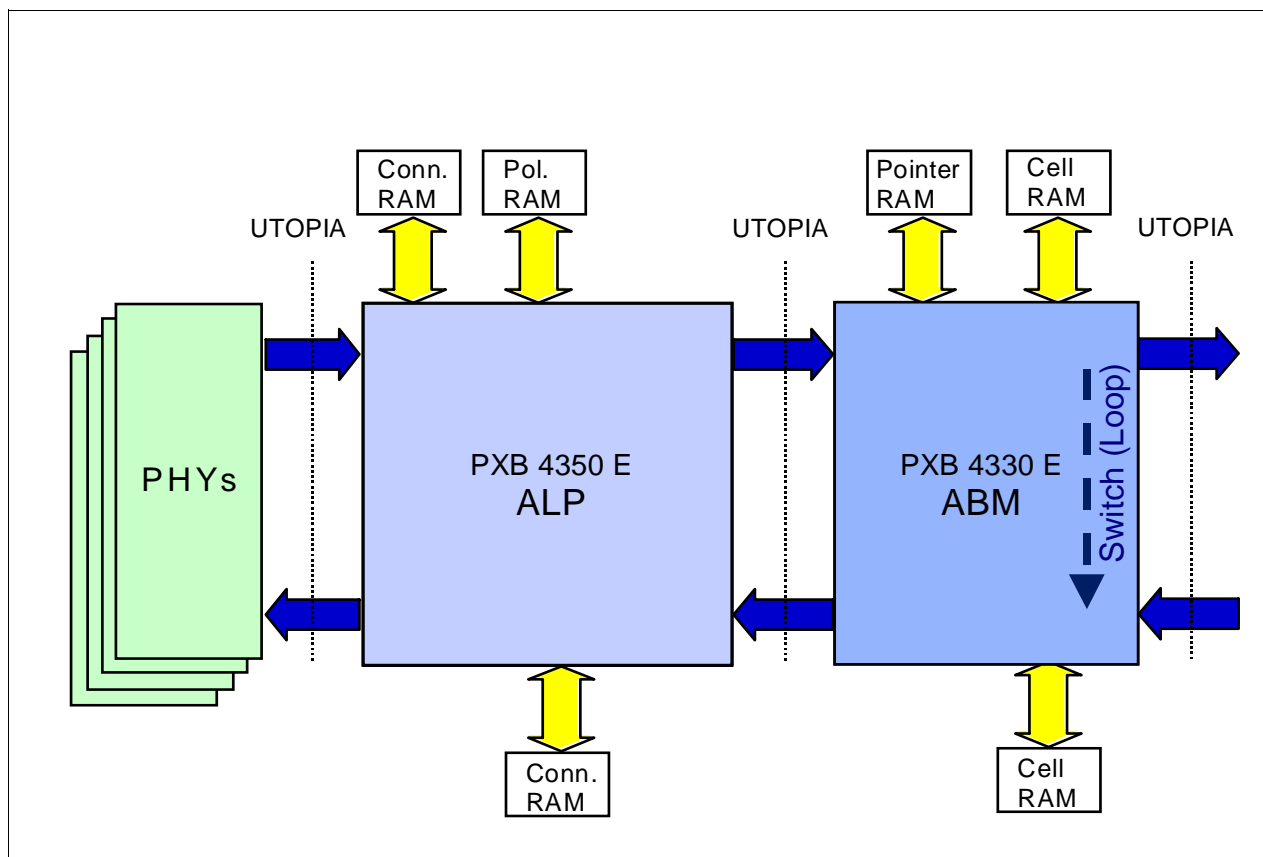 Conn.
RAM
Pol.
RAM
Pointer
RAM
Cell
RAM
UTOPIA
UTOPIA
UTOPIA
PHYs
PXB 4350 E
ALP
PXB 4330 E
ABM
Switch (Loop)
Conn.
RAM
Cell
RAM